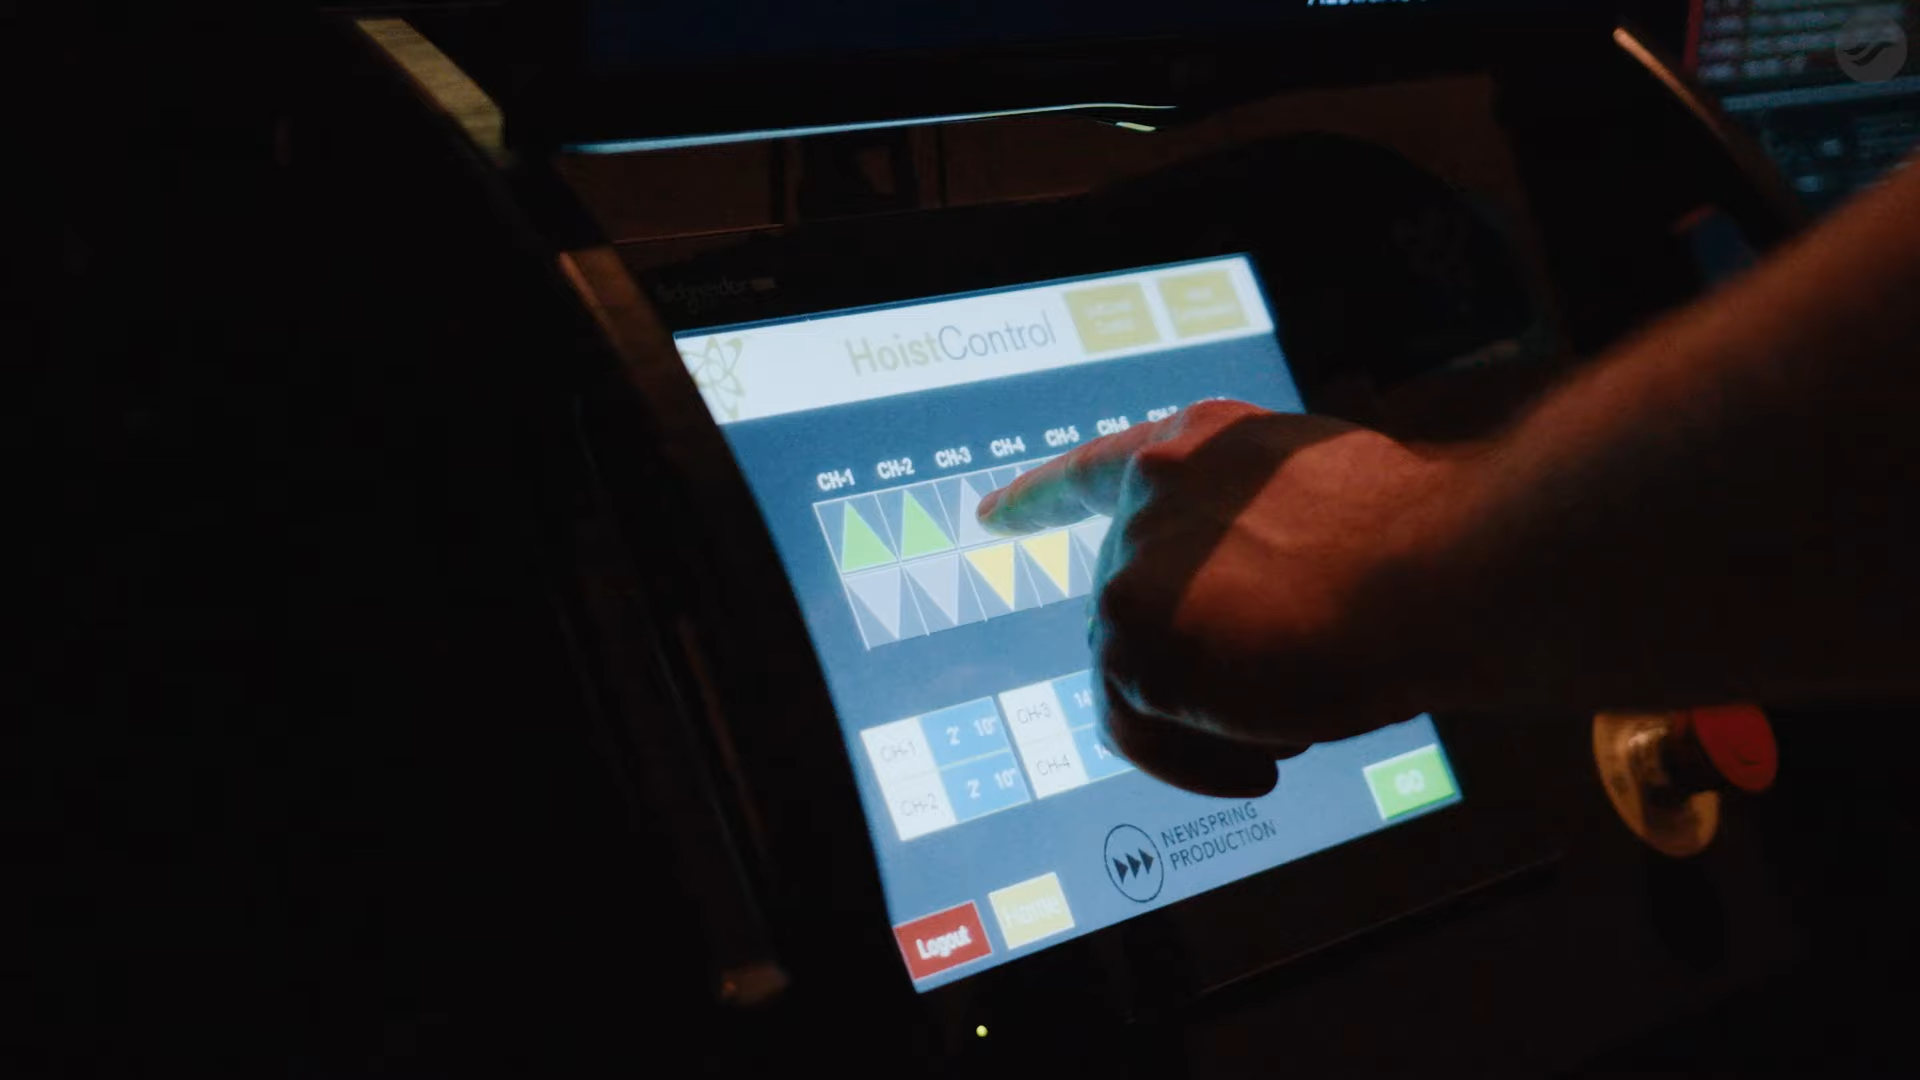 Schneider
HoistControl
CH-1 CH-2 CH-3 CH-4 CH-5 CH-6
CH-1 2' 10"
CH-2 2' 10"
CH-3
CH-4
GO
NEWSPRING
PRODUCTION
Logout
Home